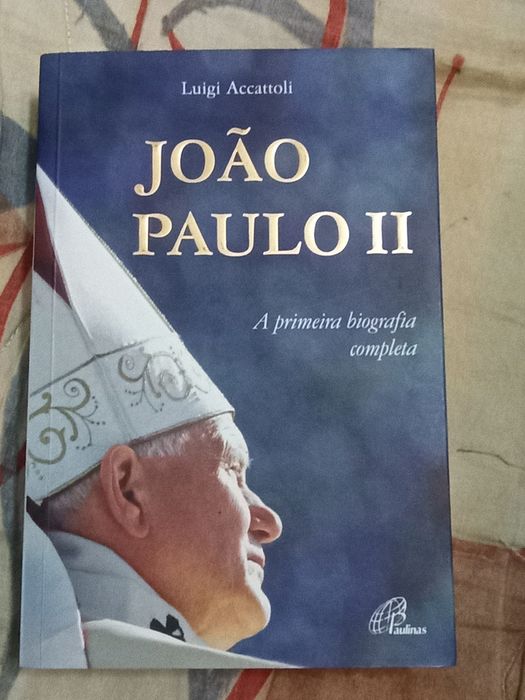 Luigi Accattoli
JOÃO
PAULO II
A primeira biografia
completa
Paulinas